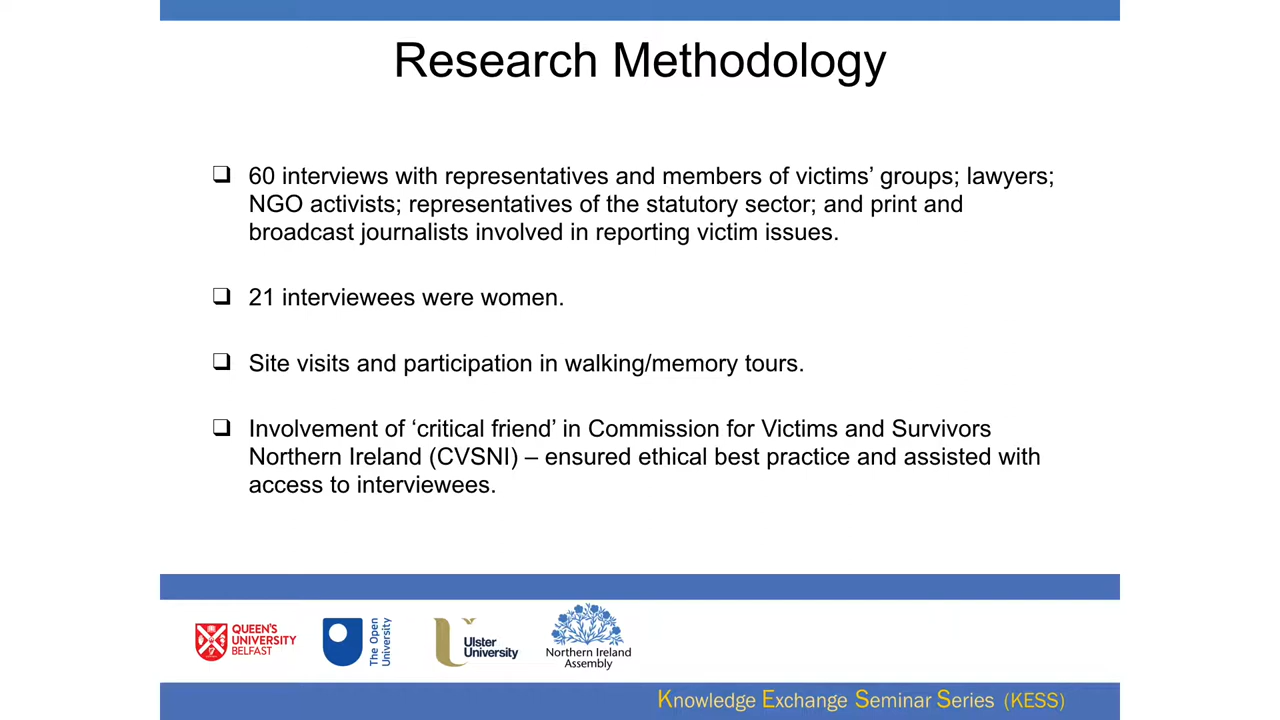 Research Methodology
60 interviews with representatives and members of victims’ groups; lawyers;
NGO activists; representatives of the statutory sector; and print and
broadcast journalists involved in reporting victim issues.
21 interviewees were women.
Site visits and participation in walking/memory tours.
Involvement of ‘critical friend’ in Commission for Victims and Survivors
Northern Ireland (CVSNI) – ensured ethical best practice and assisted with
access to interviewees.
QUEEN'S
UNIVERSITY
BELFAST
The Open
University
Ulster
University
Northern Ireland
Assembly
Knowledge Exchange Seminar Series (KESS)